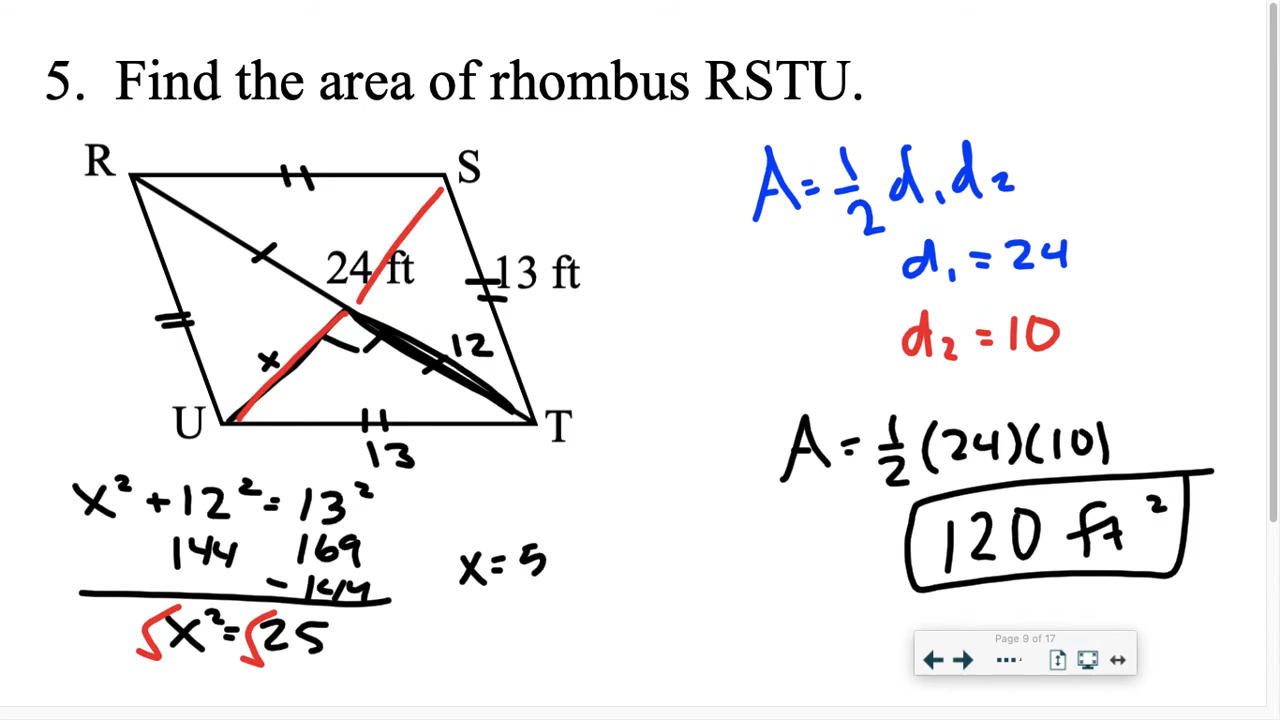 5. Find the area of rhombus RSTU.
R
S
24 ft
13 ft
x
12
U
T
13
x² + 12² = 13²
144 169
- 144
√x² = √25
x = 5
A = 1/2 d₁d₂
d₁ = 24
d₂ = 10
A = 1/2 (24)(10)
120 ft²
Page 9 of 17